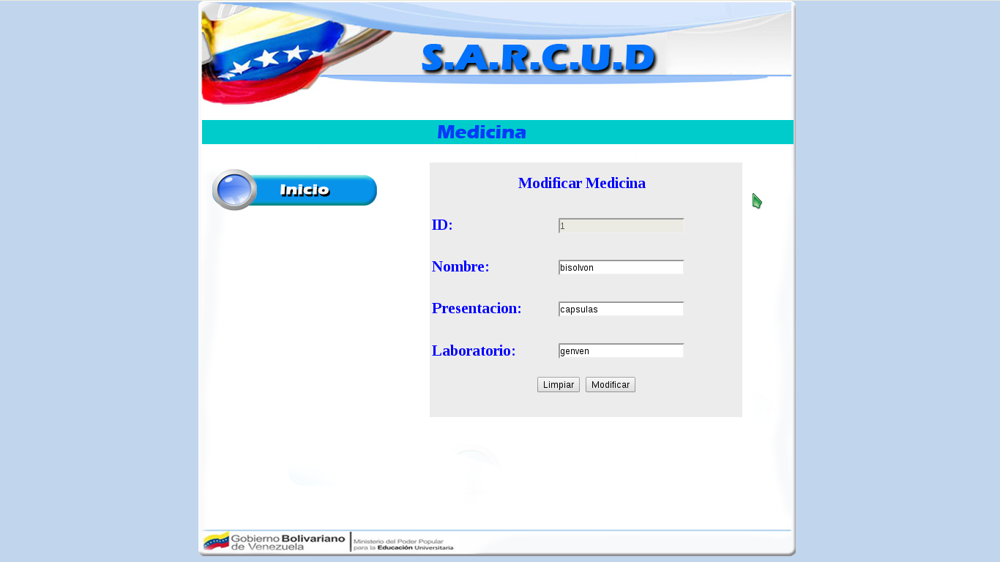 S.A.R.C.U.D
Medicina
Inicio
Modificar Medicina
ID: 1
Nombre: bisolvon
Presentacion: capsulas
Laboratorio: genven
Limpiar Modificar
Gobierno Bolivariano
de Venezuela
Ministerio del Poder Popular
para la Educación Universitaria